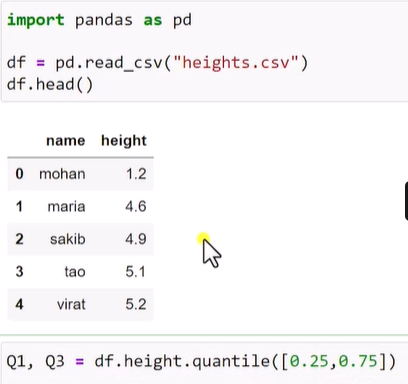 import pandas as pd
df = pd.read_csv("heights.csv")
df.head()
name height
0 mohan 1.2
1 maria 4.6
2 sakib 4.9
3 tao 5.1
4 virat 5.2
Q1, Q3 = df.height.quantile([0.25,0.75])